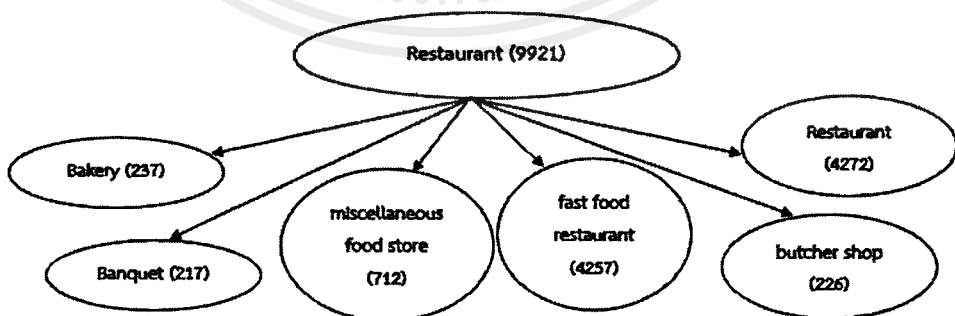 Restaurant (9921)
Bakery (237)
Banquet (217)
miscellaneous
food store
(712)
fast food
restaurant
(4257)
Restaurant
(4272)
butcher shop
(226)